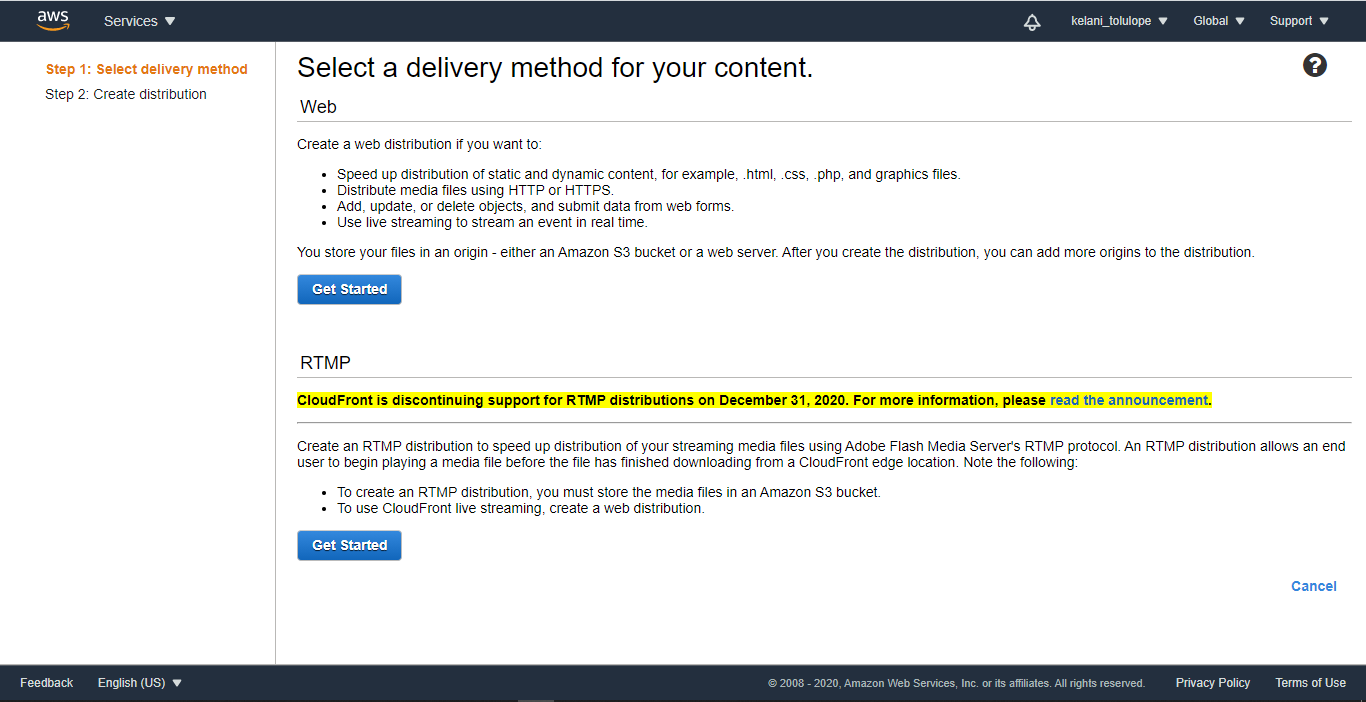 aws
Services
kelani_tolulope
Global
Support
Step 1: Select delivery method
Step 2: Create distribution
Select a delivery method for your content.
?
Web
Create a web distribution if you want to:
• Speed up distribution of static and dynamic content, for example, .html, .css, .php, and graphics files.
• Distribute media files using HTTP or HTTPS.
• Add, update, or delete objects, and submit data from web forms.
• Use live streaming to stream an event in real time.
You store your files in an origin - either an Amazon S3 bucket or a web server. After you create the distribution, you can add more origins to the distribution.
Get Started
RTMP
CloudFront is discontinuing support for RTMP distributions on December 31, 2020. For more information, please read the announcement.
Create an RTMP distribution to speed up distribution of your streaming media files using Adobe Flash Media Server's RTMP protocol. An RTMP distribution allows an end
user to begin playing a media file before the file has finished downloading from a CloudFront edge location. Note the following:
• To create an RTMP distribution, you must store the media files in an Amazon S3 bucket.
• To use CloudFront live streaming, create a web distribution.
Get Started
Cancel
Feedback
English (US)
© 2008 - 2020, Amazon Web Services, Inc. or its affiliates. All rights reserved.
Privacy Policy
Terms of Use